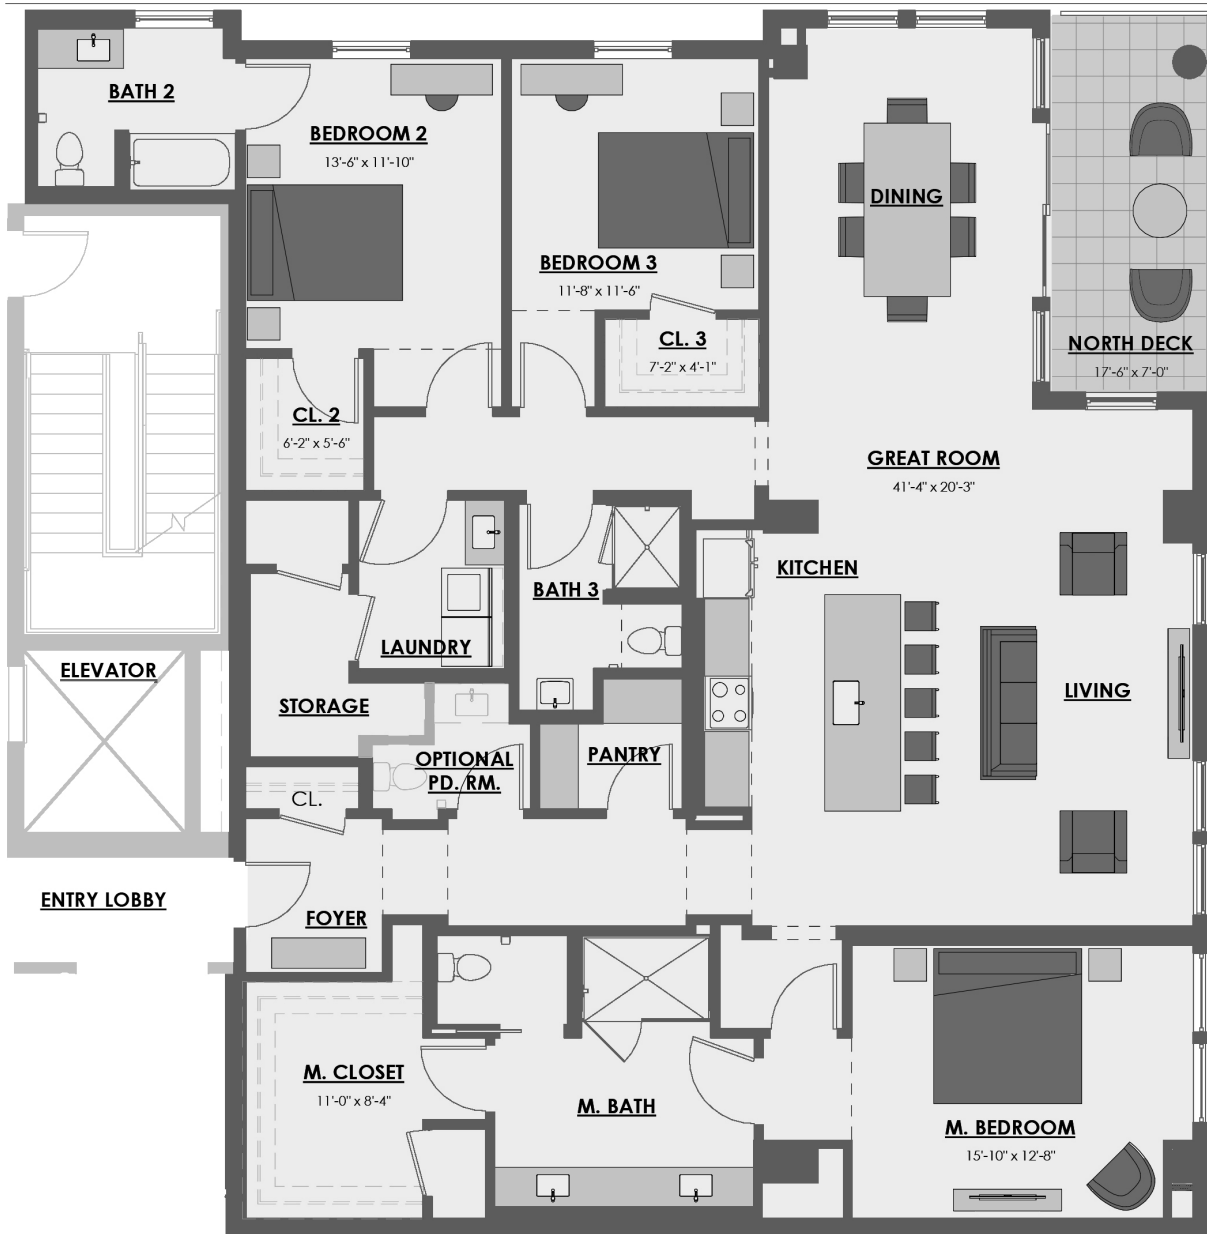 BATH 2
BEDROOM 2
13'-6" x 11'-10"
BEDROOM 3
11'-8" x 11'-6"
DINING
CL. 3
7'-2" x 4'-1"
NORTH DECK
17'-6" x 7'-0"
CL. 2
6'-2" x 5'-6"
GREAT ROOM
41'-4" x 20'-3"
KITCHEN
BATH 3
LAUNDRY
ELEVATOR
STORAGE
LIVING
OPTIONAL
PD. RM.
PANTRY
CL.
ENTRY LOBBY
FOYER
M. CLOSET
11'-0" x 8'-4"
M. BATH
M. BEDROOM
15'-10" x 12'-8"